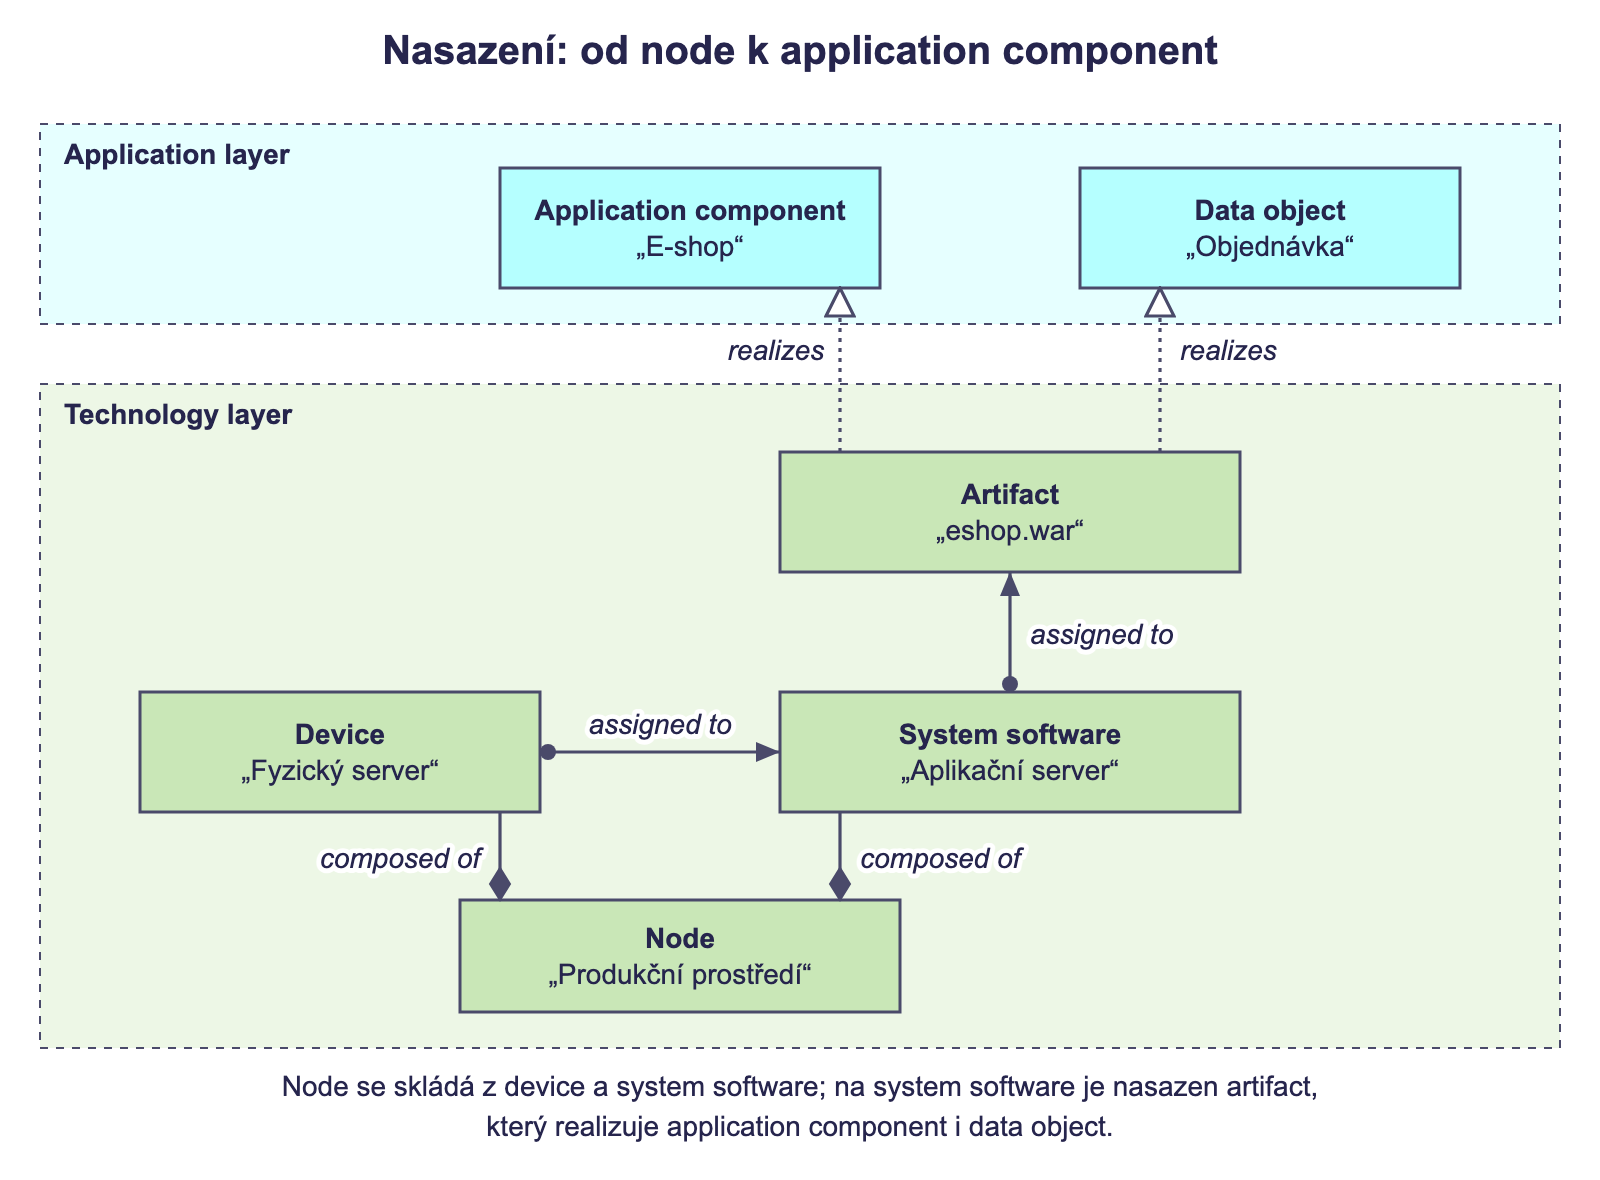 Nasazení: od node k application component
Application layer
Application component
„E-shop“
Data object
„Objednávka“
realizes
realizes
Technology layer
Artifact
„eshop.war“
assigned to
Device
„Fyzický server“
assigned to
System software
„Aplikační server“
composed of
composed of
Node
„Produkční prostředí“
Node se skládá z device a system software; na system software je nasazen artifact,
který realizuje application component i data object.